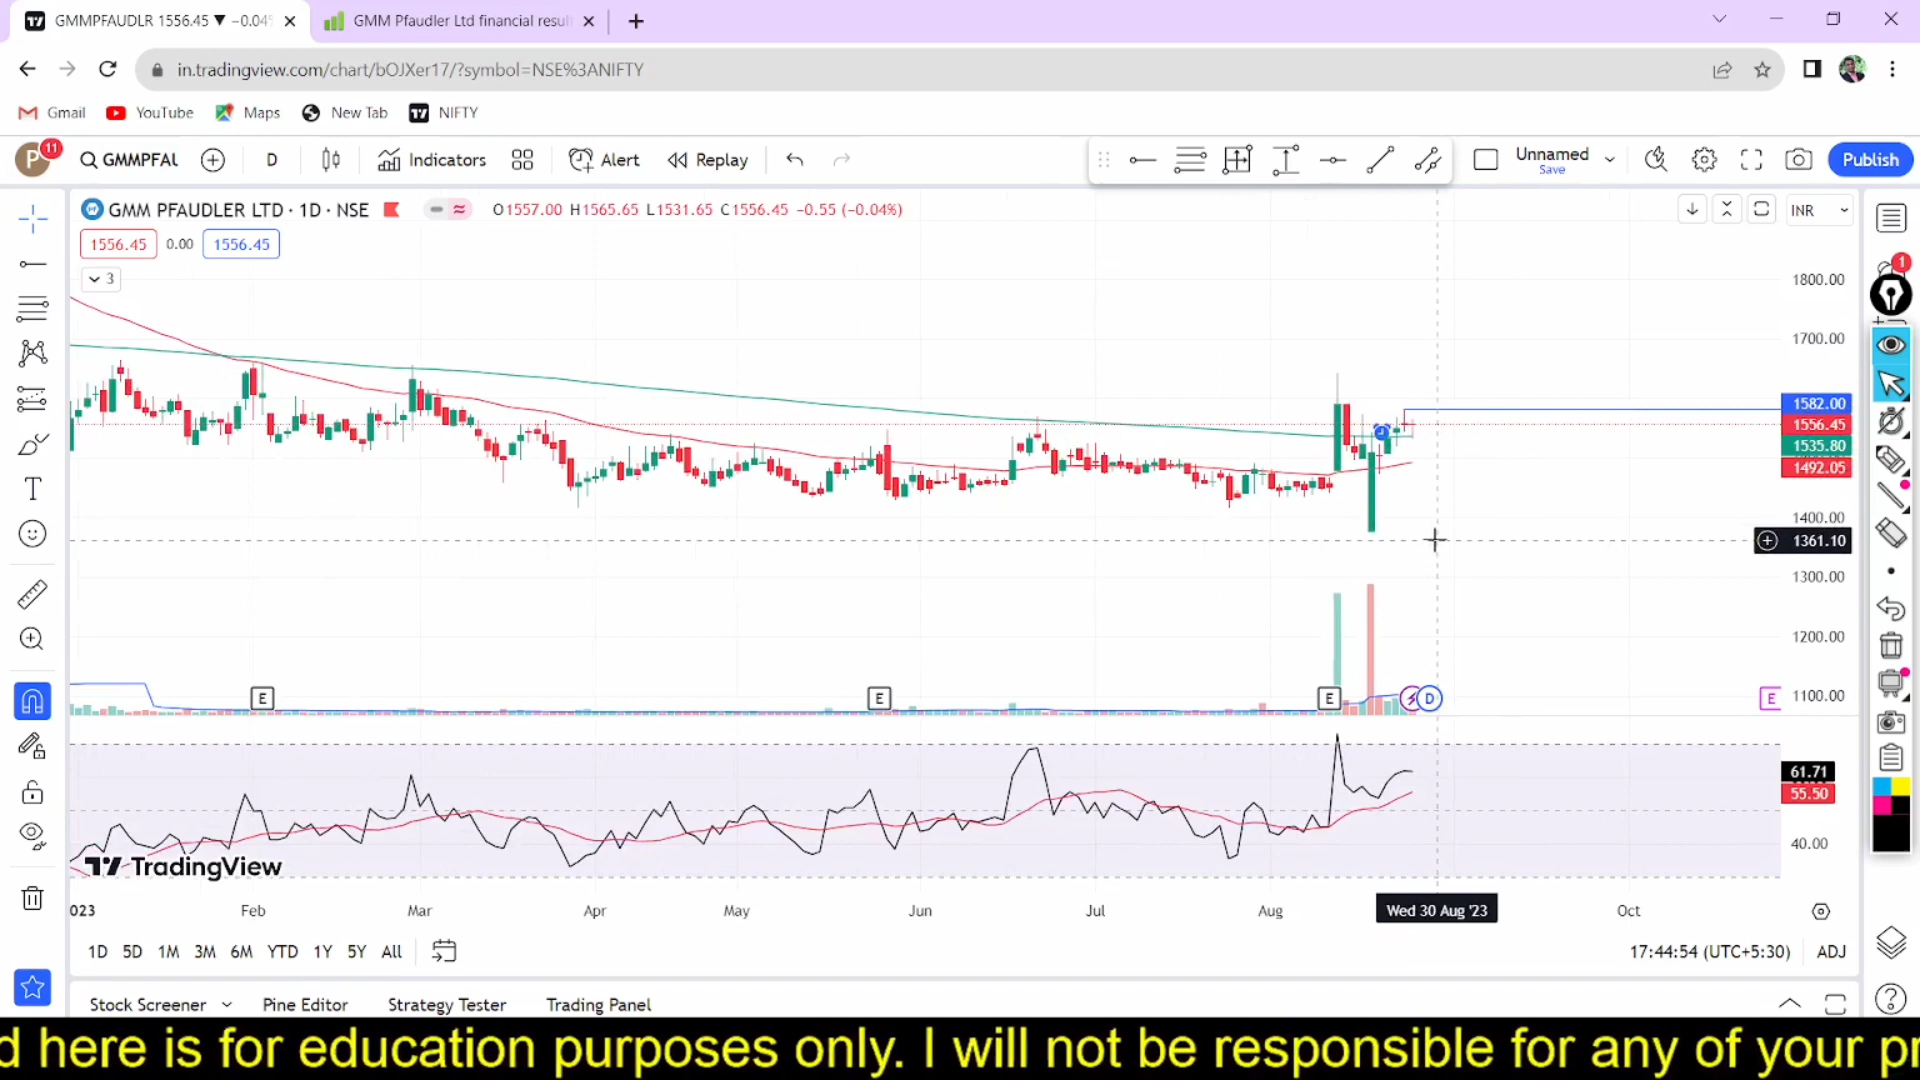 GMMPFAUDLR 1556.45 ▼ −0.04%
GMM Pfaudler Ltd financial resul
in.tradingview.com/chart/bOJXer17/?symbol=NSE%3ANIFTY
Gmail YouTube Maps New Tab NIFTY
P 11 GMMPFAL D Indicators Alert Replay Unnamed Save Publish
GMM PFAUDLER LTD · 1D · NSE O1557.00 H1565.65 L1531.65 C1556.45 −0.55 (−0.04%) INR
1556.45 0.00 1556.45
3
1
1800.00
1700.00
1582.00
1556.45
1535.80
1492.05
1400.00
1361.10
1300.00
1200.00
1100.00
E E E D E
61.71
55.50
40.00
TradingView
023 Feb Mar Apr May Jun Jul Aug Wed 30 Aug '23 Oct
1D 5D 1M 3M 6M YTD 1Y 5Y All 17:44:54 (UTC+5:30) ADJ
Stock Screener Pine Editor Strategy Tester Trading Panel
d here is for education purposes only. I will not be responsible for any of your pr